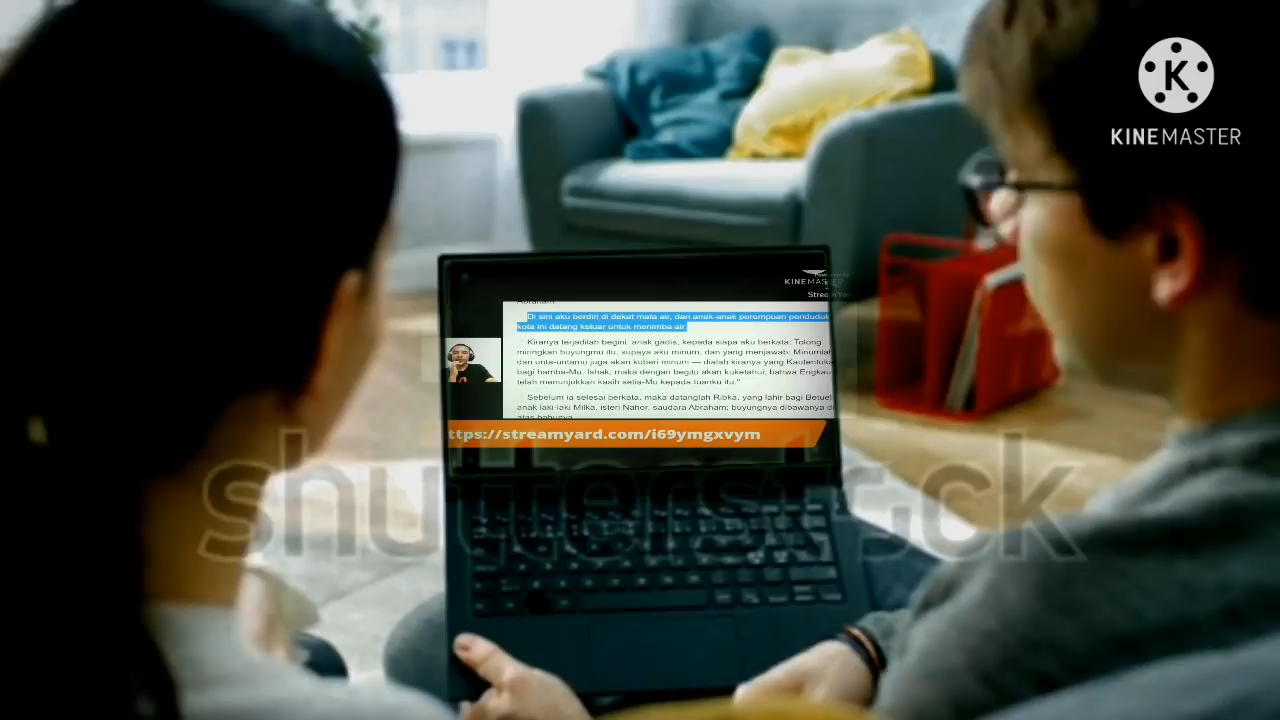 KINEMASTER
KINEMASTER
Abraham
Di sini aku berdiri di dekat mata air, dan anak-anak perempuan penduduk
kota ini datang keluar untuk menimba air.
Kiranya terjadilah begini: anak gadis, kepada siapa aku berkata: Tolong
miringkan buyungmu itu, supaya aku minum, dan yang menjawab: Minumlah
dan unta-untamu juga akan kuberi minum — dialah kiranya yang Kautentuka
bagi hamba-Mu, Ishak; maka dengan begitu akan kuketahui, bahwa Engkau
telah menunjukkan kasih setia-Mu kepada tuanku itu."
Sebelum ia selesai berkata, maka datanglah Ribka, yang lahir bagi Betuel
anak laki-laki Milka, isteri Nahor, saudara Abraham; buyungnya dibawanya di
atas bahunya.
ttps://streamyard.com/i69ymgxvym
shutterstock